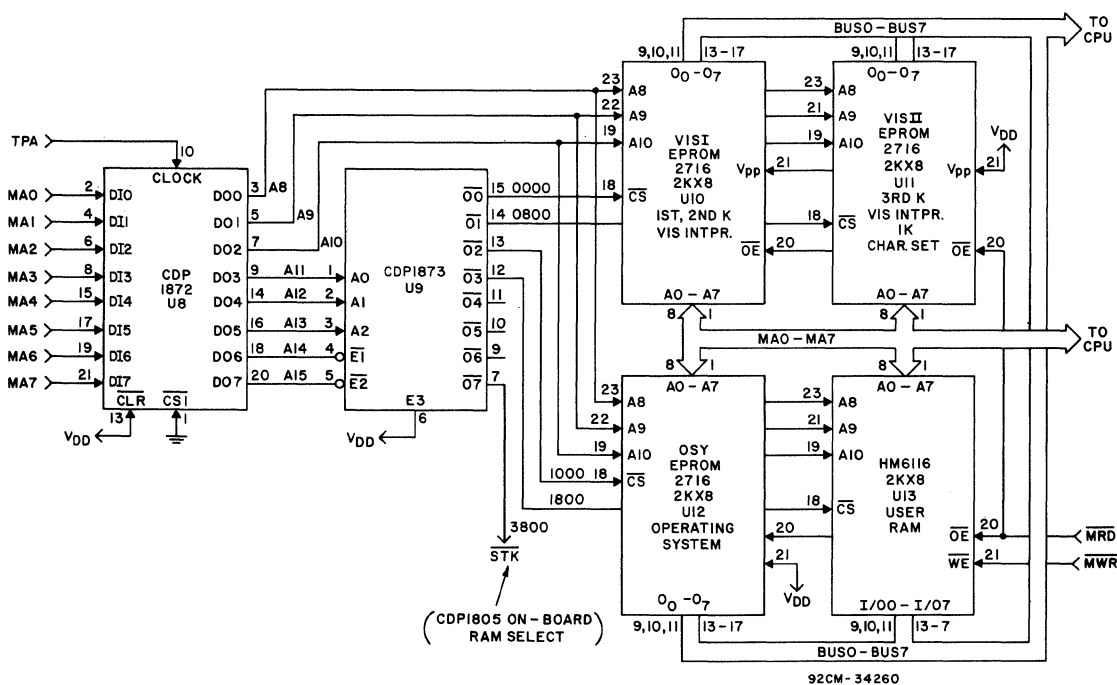 TO
CPU
BUS0-BUS7
9,10,11 13-17
9,10,11 13-17
O0-O7
O0-O7
TPA
10
CLOCK
MA0 2 DI0
MA1 4 DI1
MA2 6 DI2
MA3 8 DI3
MA4 15 DI4
MA5 17 DI5
MA6 19 DI6
MA7 21 DI7
CDP
1872
U8
DO0 3 A8
DO1 5 A9
DO2 7 A10
DO3 9 A11 1 A0
DO4 14 A12 2 A1
DO5 16 A13 3 A2
DO6 18 A14 4 E1
DO7 20 A15 5 E2
CLR CS1
13 1
VDD
CDP1873
U9
E3
6
VDD
O0 15 0000
O1 14 0800
O2 13
O3 12
O4 11
O5 10
O6 9
O7 7
3800
STK
(CDP1805 ON-BOARD
RAM SELECT)
23 A8
22 A9
19 A10
18 CS
VISI
EPROM
2716
2KX8
U10
1ST, 2ND K
VIS INTPR.
Vpp 21
OE 20
A0-A7
8 1
23 A8
21 A9
19 A10
18 CS
VISII
EPROM
2716
2KX8
U11
3RD K
VIS INTPR.
1K
CHAR. SET
VDD
Vpp 21
OE 20
A0-A7
8 1
MA0-MA7
TO
CPU
8 1
A0-A7
23 A8
22 A9
19 A10
1000 18 CS
1800
OSY
EPROM
2716
2KX8
U12
OPERATING
SYSTEM
20
21
VDD
O0-O7
9,10,11 13-17
8 1
A0-A7
23 A8
21 A9
19 A10
18 CS
HM6116
2KX8
U13
USER
RAM
OE 20 MRD
WE 21 MWR
I/O0-I/O7
9,10,11 13-7
BUS0-BUS7
92CM-34260